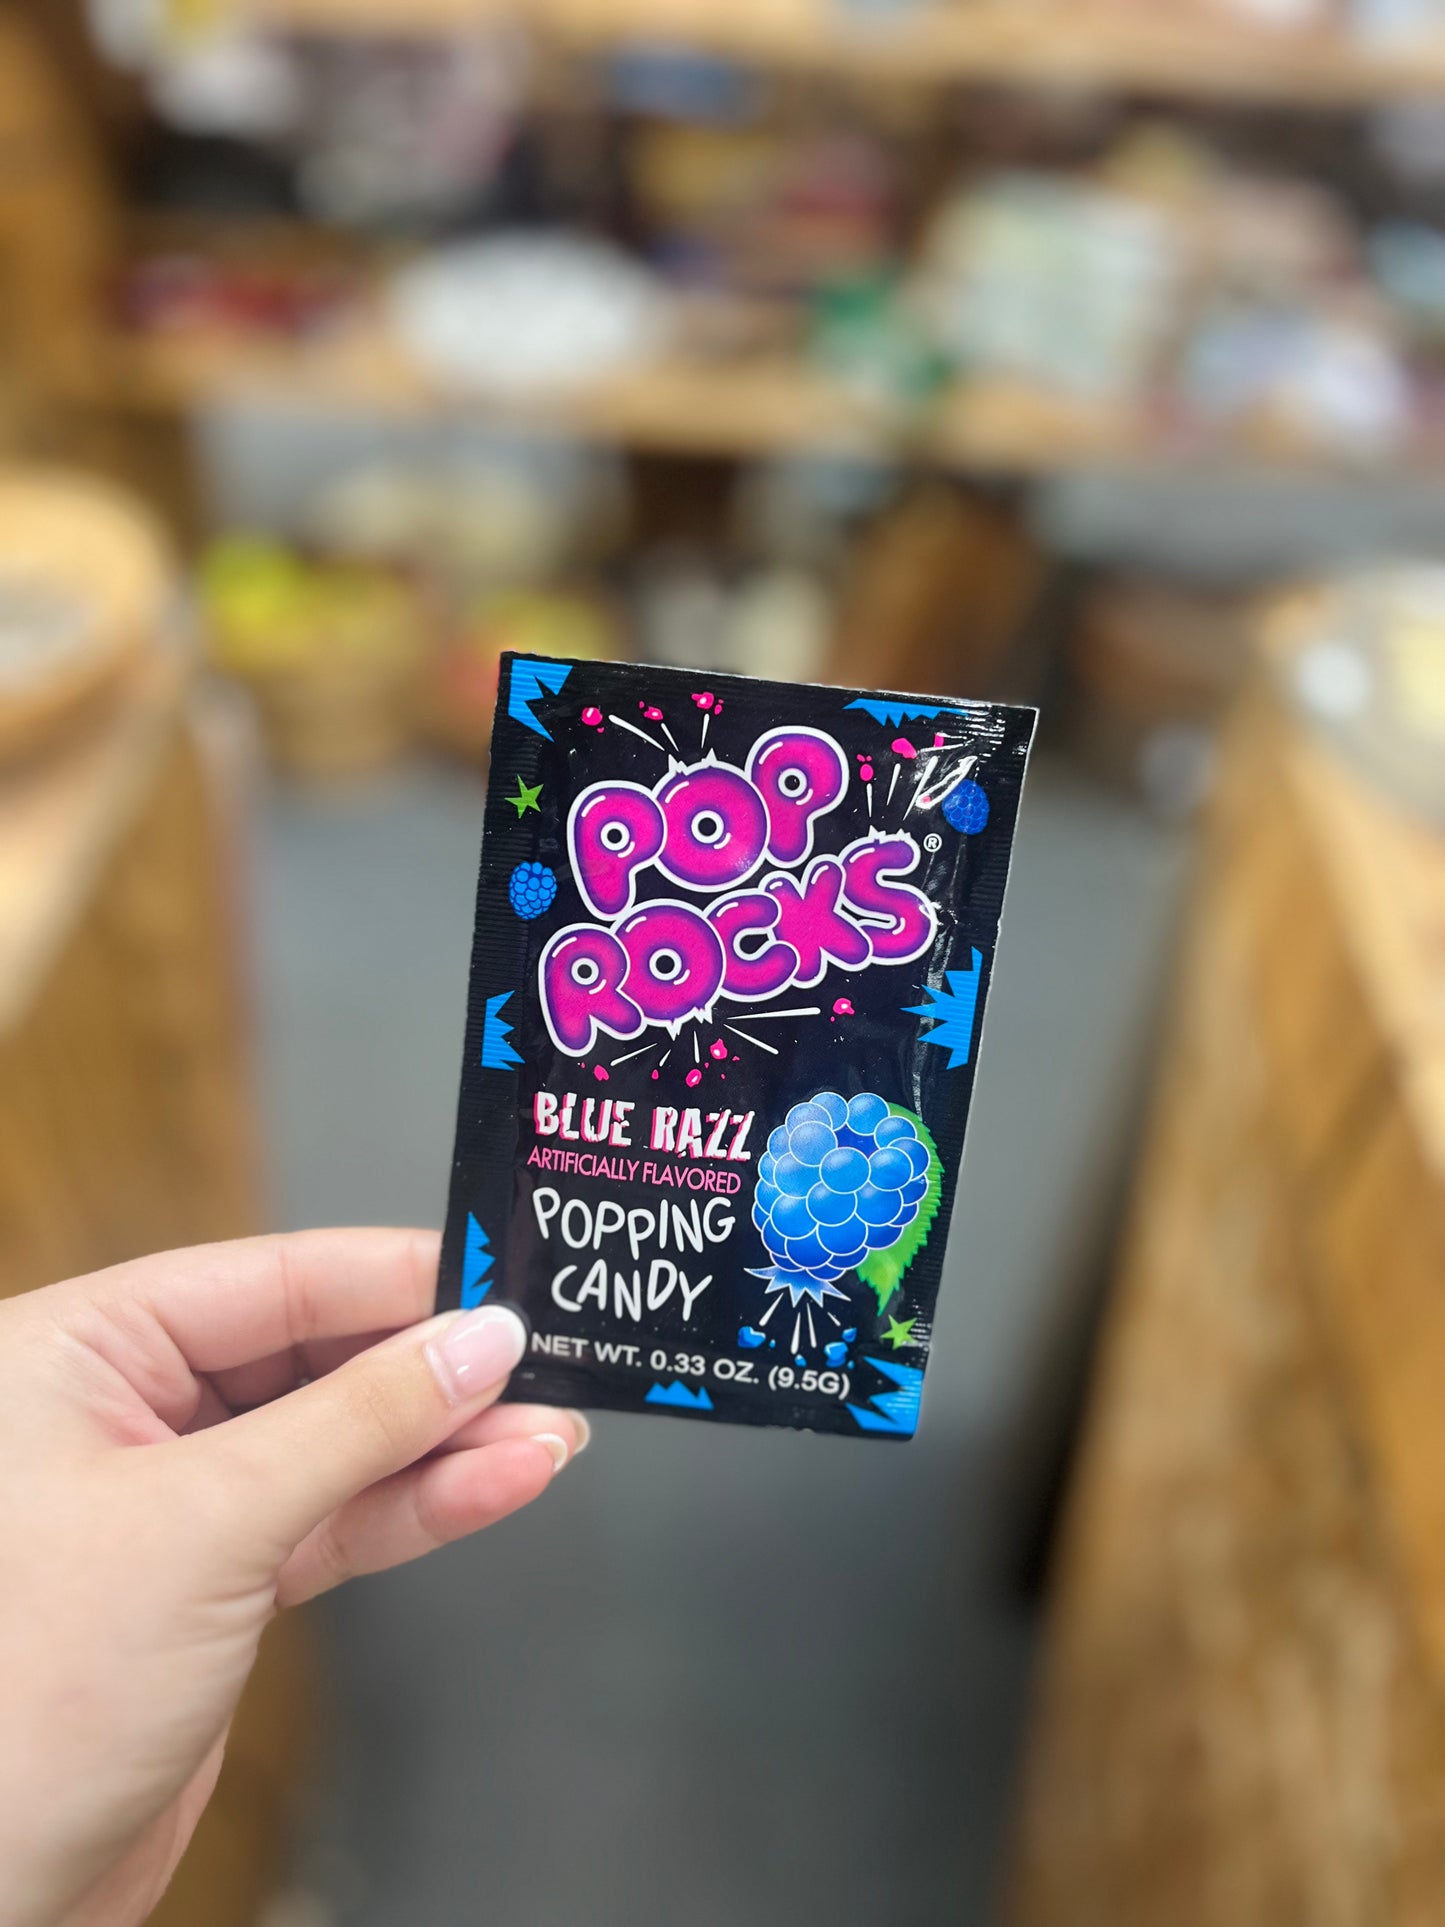 POP
ROCKS®
BLUE RAZZ
ARTIFICIALLY FLAVORED
POPPING
CANDY
NET WT. 0.33 OZ. (9.5G)